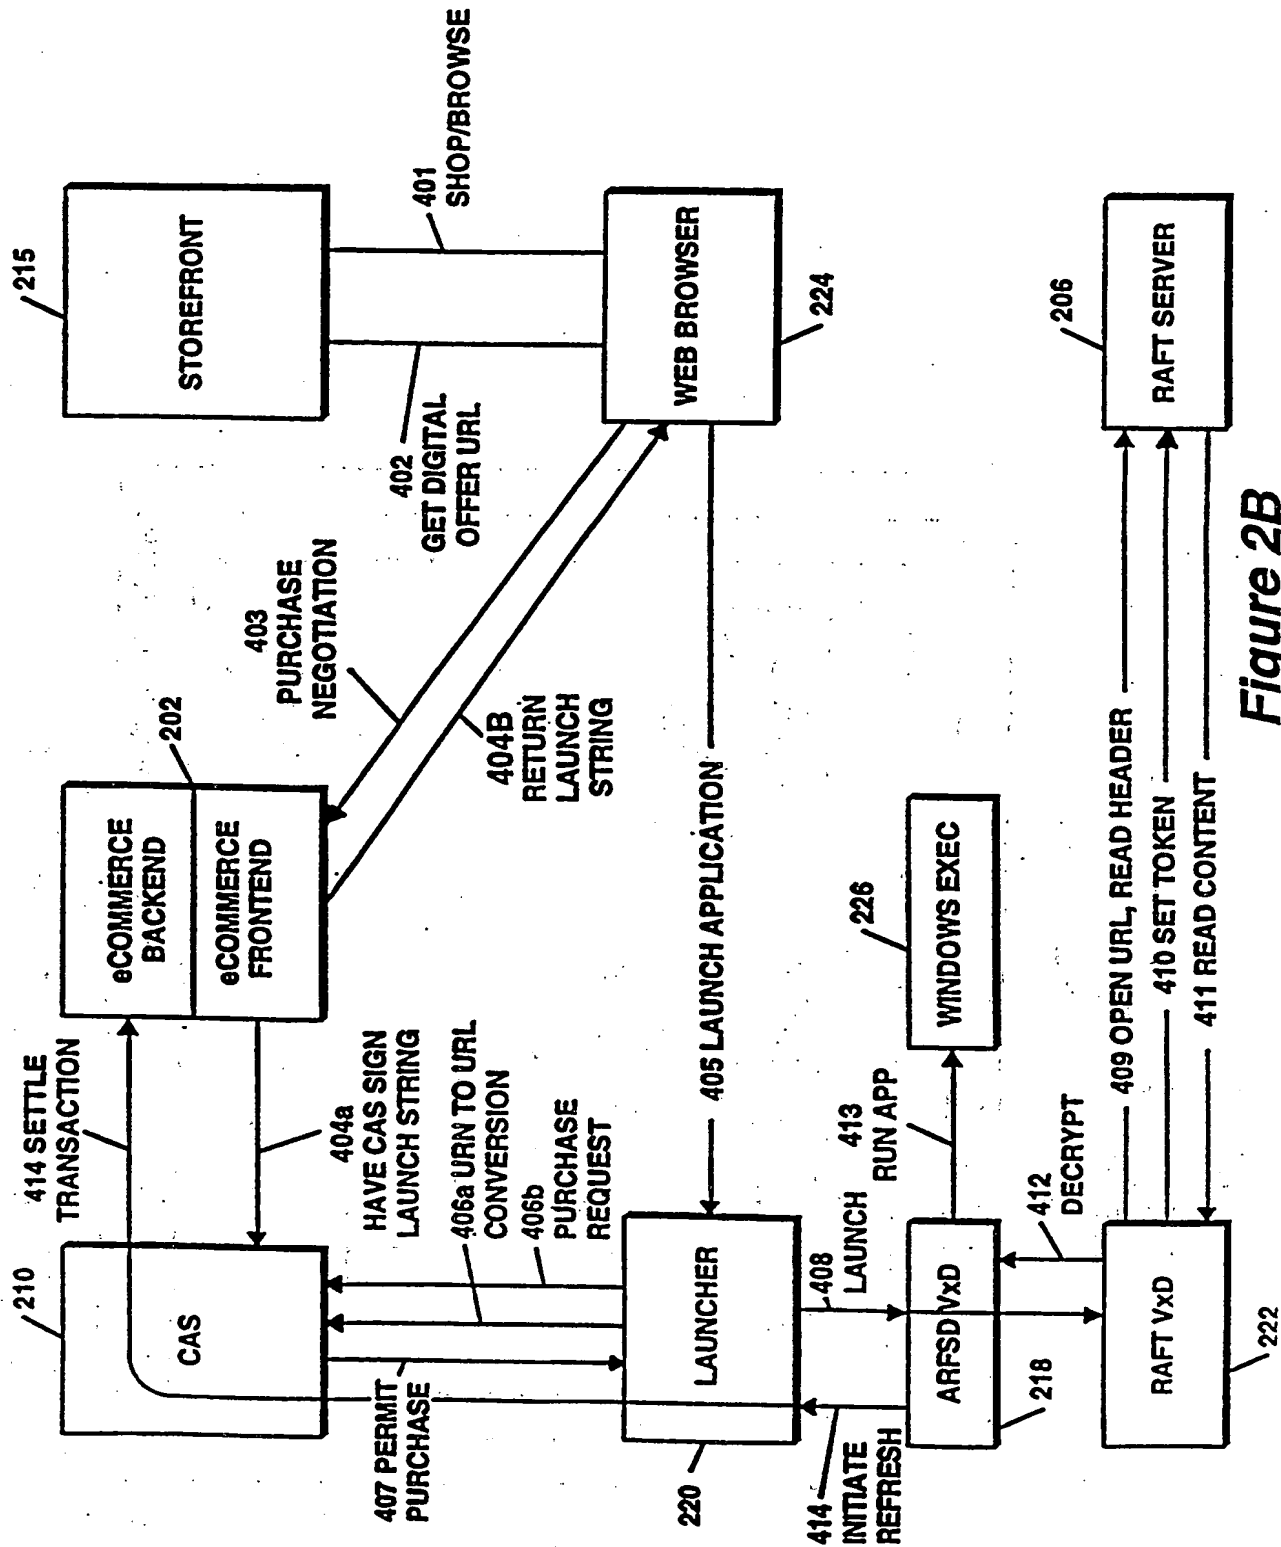 215
STOREFRONT
401
SHOP/BROWSE
402
GET DIGITAL
OFFER URL
WEB BROWSER
224
403
PURCHASE
NEGOTIATION
404B
RETURN
LAUNCH
STRING
202
eCOMMERCE
BACKEND
eCOMMERCE
FRONTEND
414 SETTLE
TRANSACTION
404a
HAVE CAS SIGN
LAUNCH STRING
210
CAS
406a URN TO URL
CONVERSION
406b
PURCHASE
REQUEST
407 PERMIT
PURCHASE
405 LAUNCH APPLICATION
LAUNCHER
220
408 LAUNCH
414
INITIATE
REFRESH
413
RUN APP
226
WINDOWS EXEC
ARFSD VxD
218
412
DECRYPT
RAFT VxD
222
409 OPEN URL, READ HEADER
410 SET TOKEN
411 READ CONTENT
206
RAFT SERVER
Figure 2B